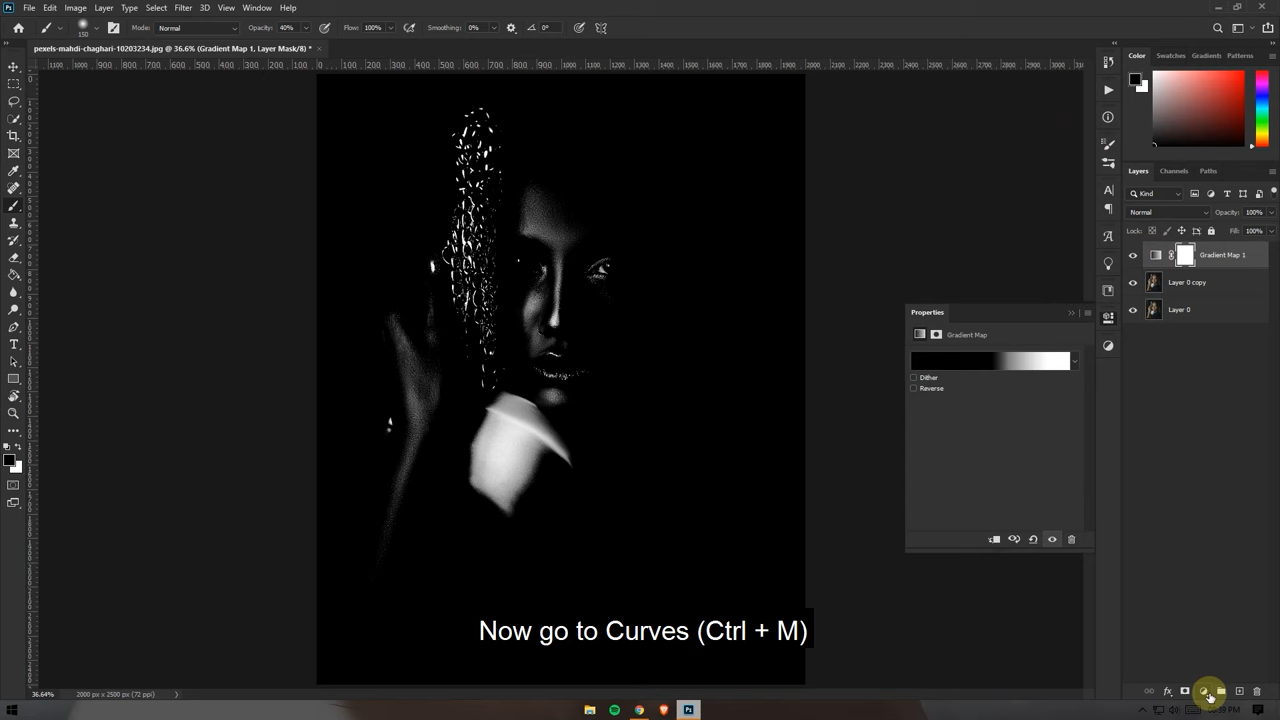 File Edit Image Layer Type Select Filter 3D View Window Help
150 Mode: Normal Opacity: 40% Flow: 100% Smoothing: 0% 0°
pexels-mahdi-chaghari-10203234.jpg @ 36.6% (Gradient Map 1, Layer Mask/8) *
Color Swatches Gradients Patterns
Layers Channels Paths
Kind
Normal Opacity: 100%
Lock: Fill: 100%
Gradient Map 1
Layer 0 copy
Layer 0
Properties
Gradient Map
Dither
Reverse
Now go to Curves (Ctrl + M)
36.64% 2000 px x 2500 px (72 ppi)